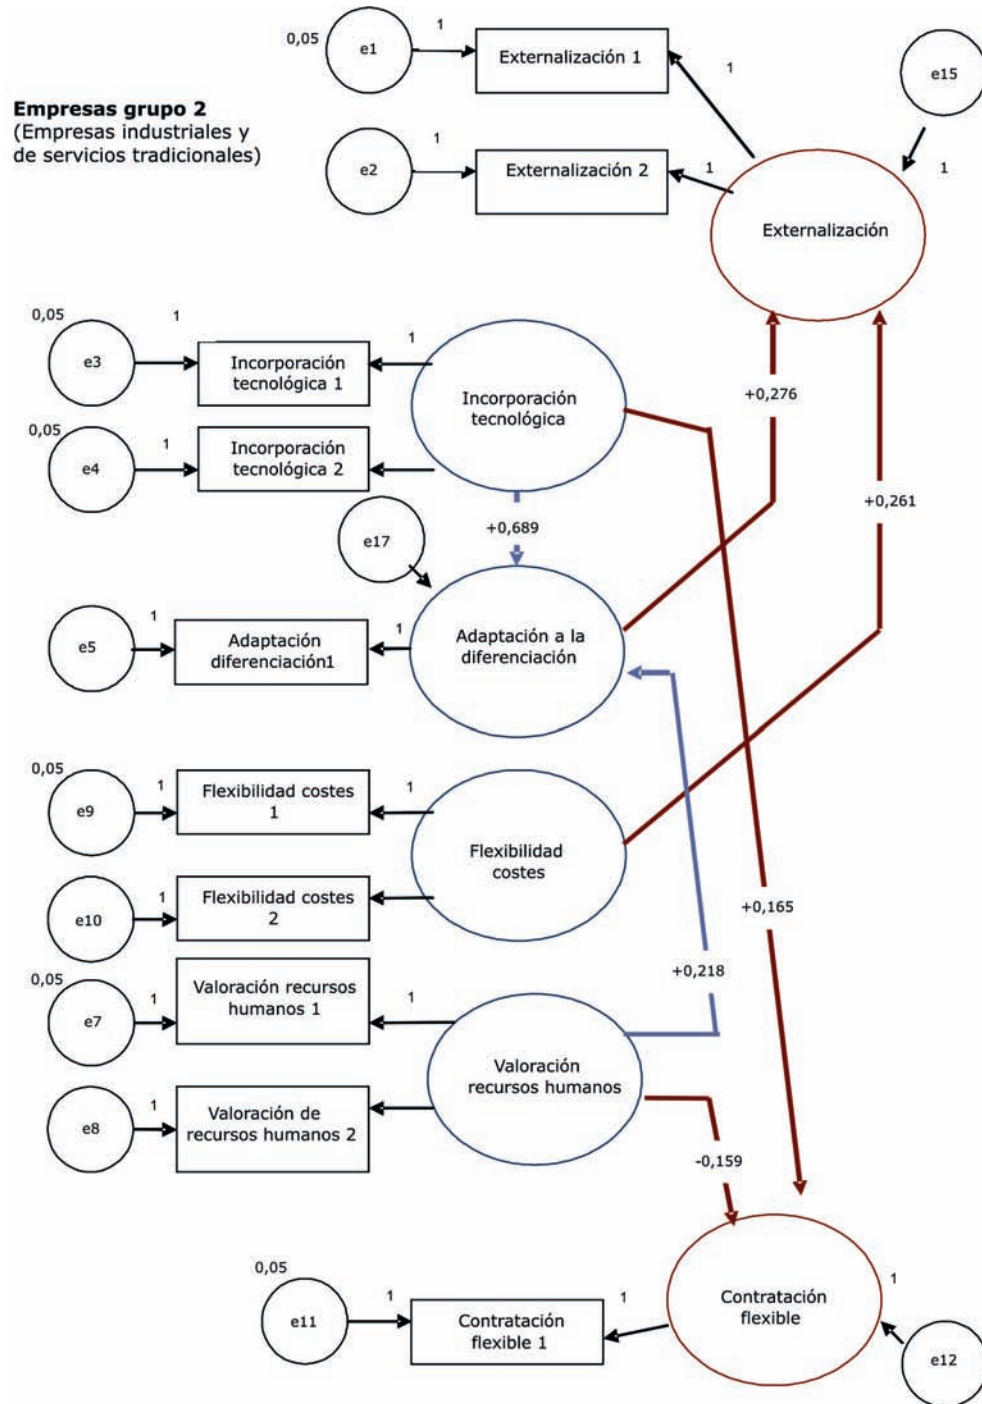 0,05
e1
1
Externalización 1
1
e15
Empresas grupo 2
(Empresas industriales y
de servicios tradicionales)
e2
1
Externalización 2
1
1
Externalización
0,05
e3
1
Incorporación
tecnológica 1
1
Incorporación
tecnológica
+0,276
0,05
e4
1
Incorporación
tecnológica 2
+0,261
e17
+0,689
e5
1
Adaptación
diferenciación1
1
Adaptación a la
diferenciación
0,05
e9
1
Flexibilidad costes
1
1
Flexibilidad
costes
e10
1
Flexibilidad costes
2
+0,165
+0,218
0,05
e7
1
Valoración recursos
humanos 1
1
Valoración
recursos humanos
e8
1
Valoración de
recursos humanos 2
-0,159
0,05
e11
1
Contratación
flexible 1
1
Contratación
flexible
1
e12